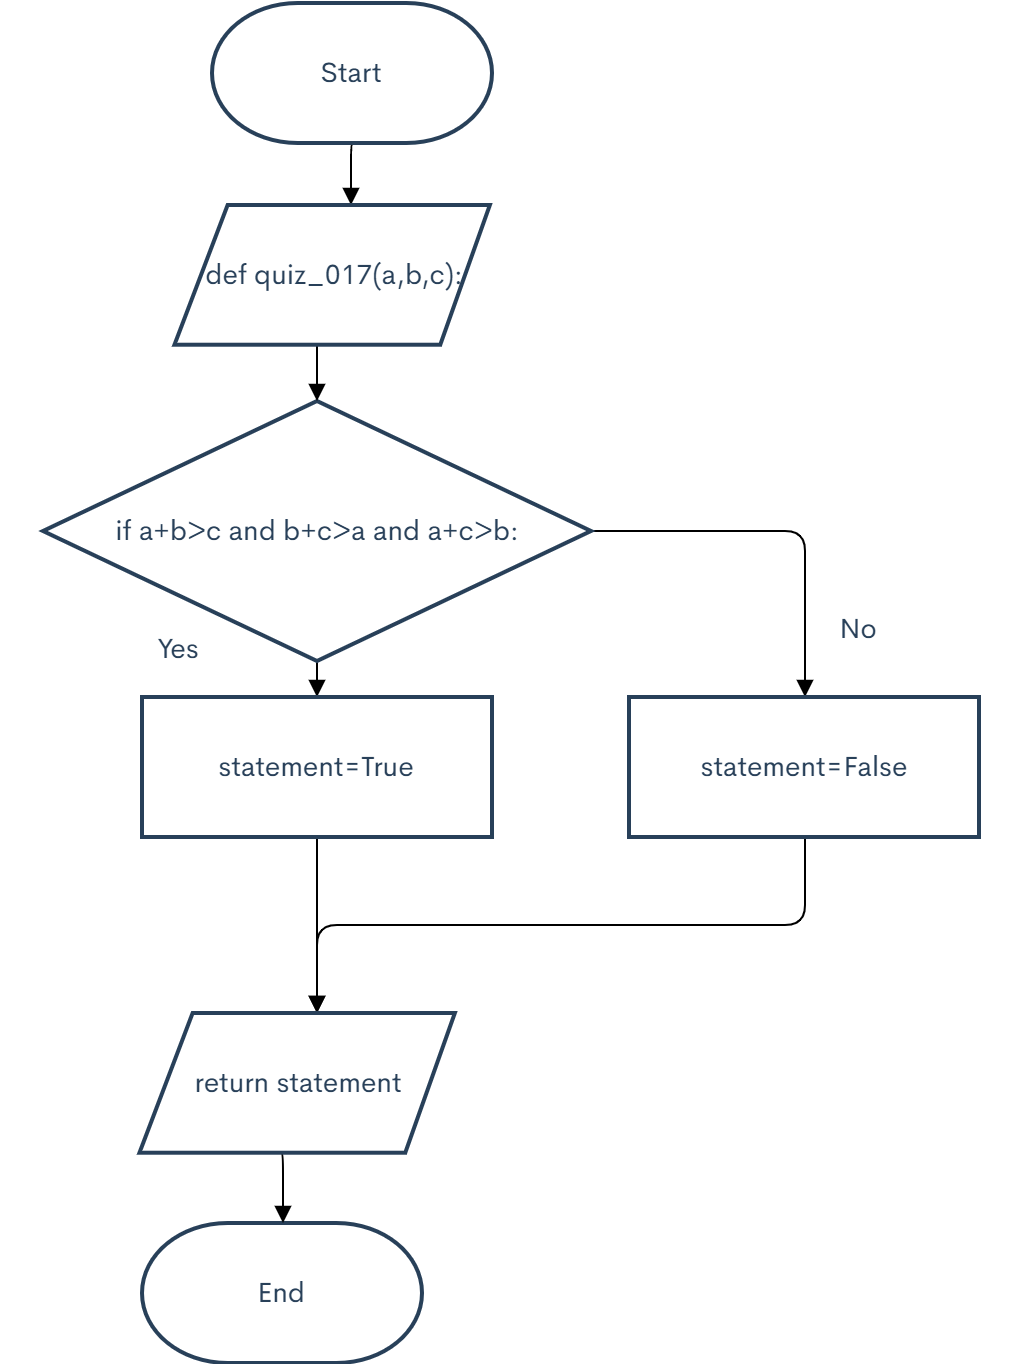 Start
def quiz_017(a,b,c):
if a+b>c and b+c>a and a+c>b:
No
Yes
statement=True
statement=False
return statement
End